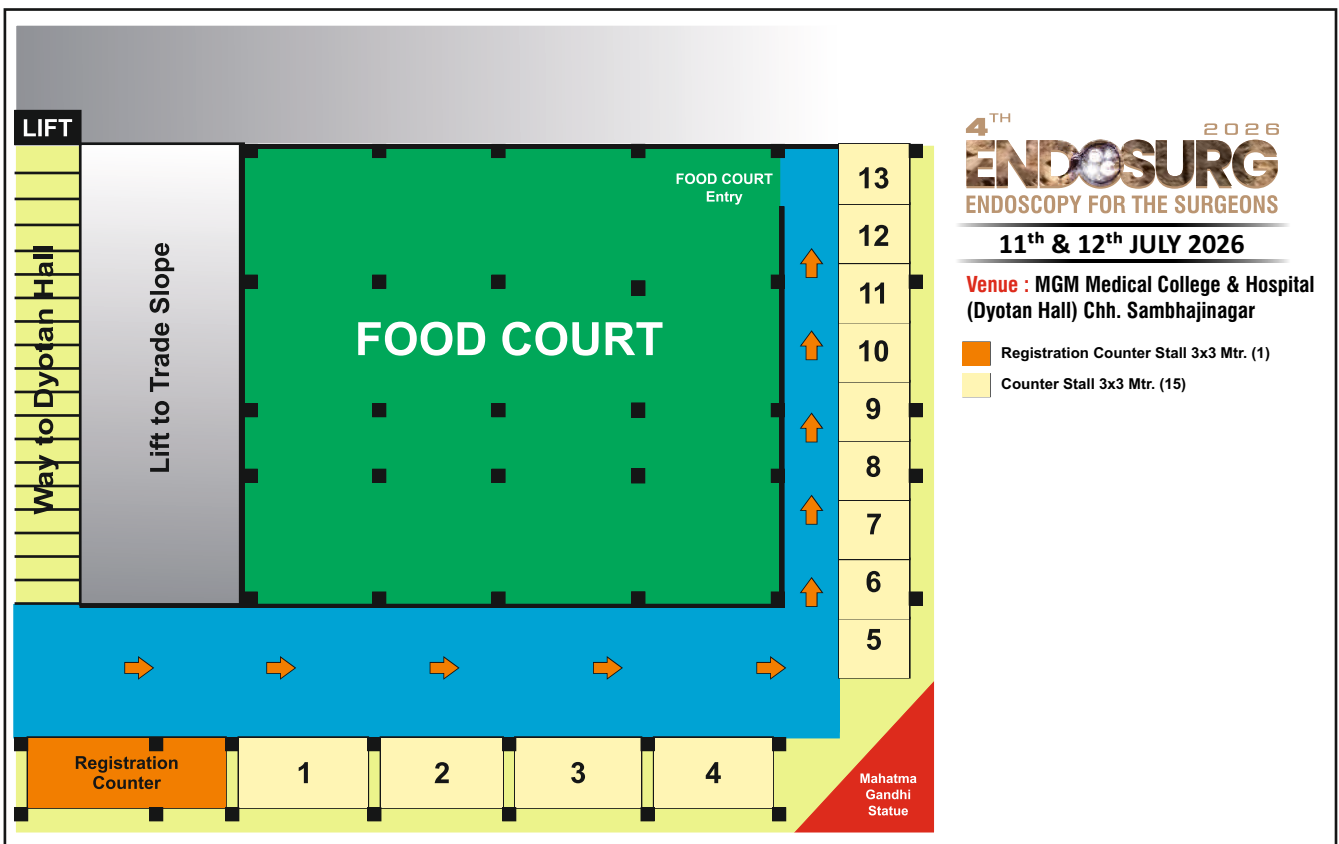 LIFT
Way to Dyotan Hall
Lift to Trade Slope
FOOD COURT
Entry
FOOD COURT
13
12
11
10
9
8
7
6
5
Registration
Counter
1
2
3
4
Mahatma
Gandhi
Statue
4TH 2026
ENDOSURG
ENDOSCOPY FOR THE SURGEONS
11th & 12th JULY 2026
Venue : MGM Medical College & Hospital
(Dyotan Hall) Chh. Sambhajinagar
Registration Counter Stall 3x3 Mtr. (1)
Counter Stall 3x3 Mtr. (15)